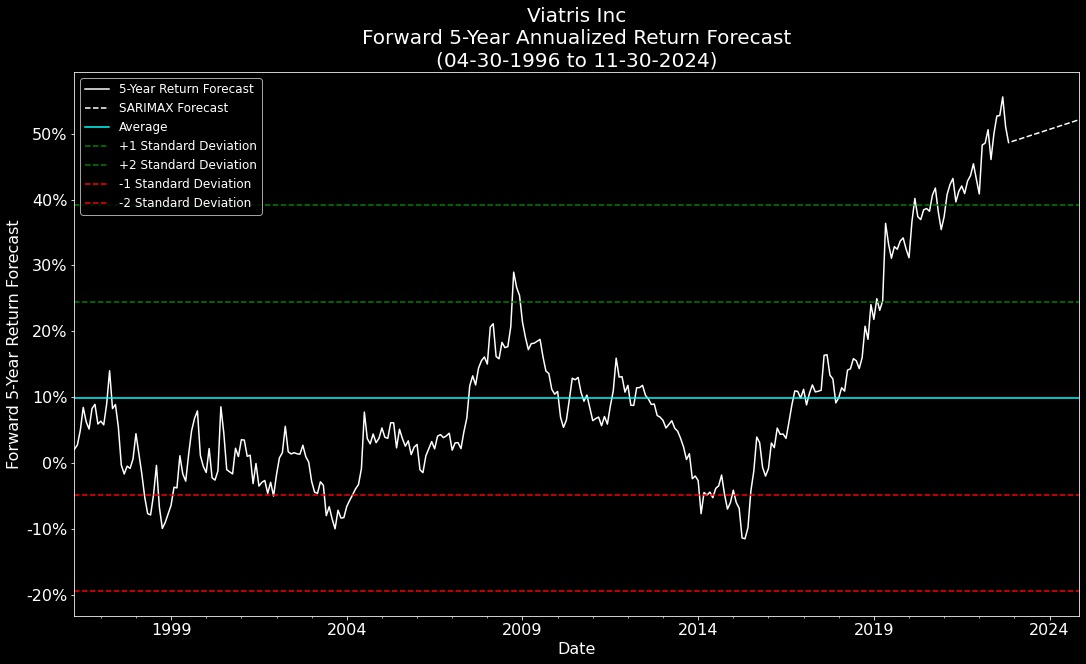 Viatris Inc
Forward 5-Year Annualized Return Forecast
(04-30-1996 to 11-30-2024)
5-Year Return Forecast
SARIMAX Forecast
Average
+1 Standard Deviation
+2 Standard Deviation
-1 Standard Deviation
-2 Standard Deviation
Forward 5-Year Return Forecast
50%
40%
30%
20%
10%
0%
-10%
-20%
1999
2004
2009
2014
2019
2024
Date